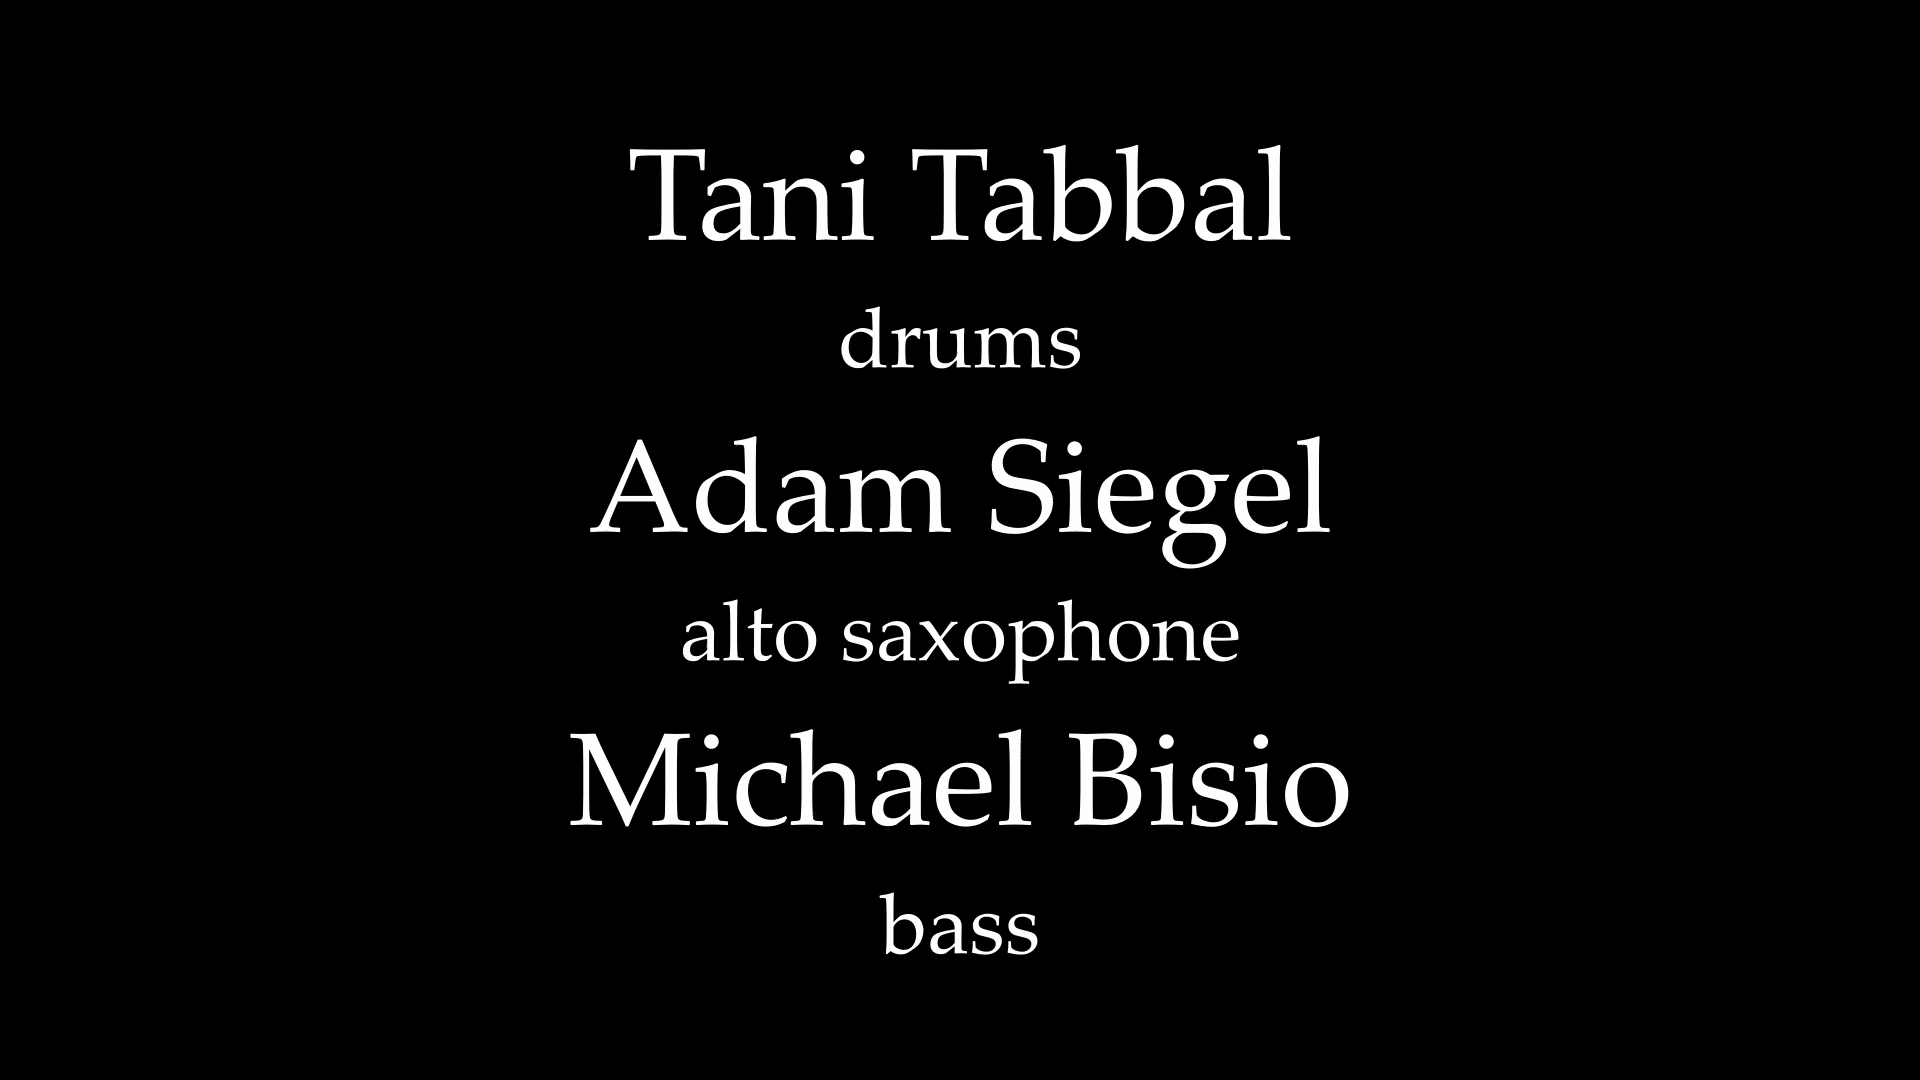 Tani Tabbal
drums
Adam Siegel
alto saxophone
Michael Bisio
bass